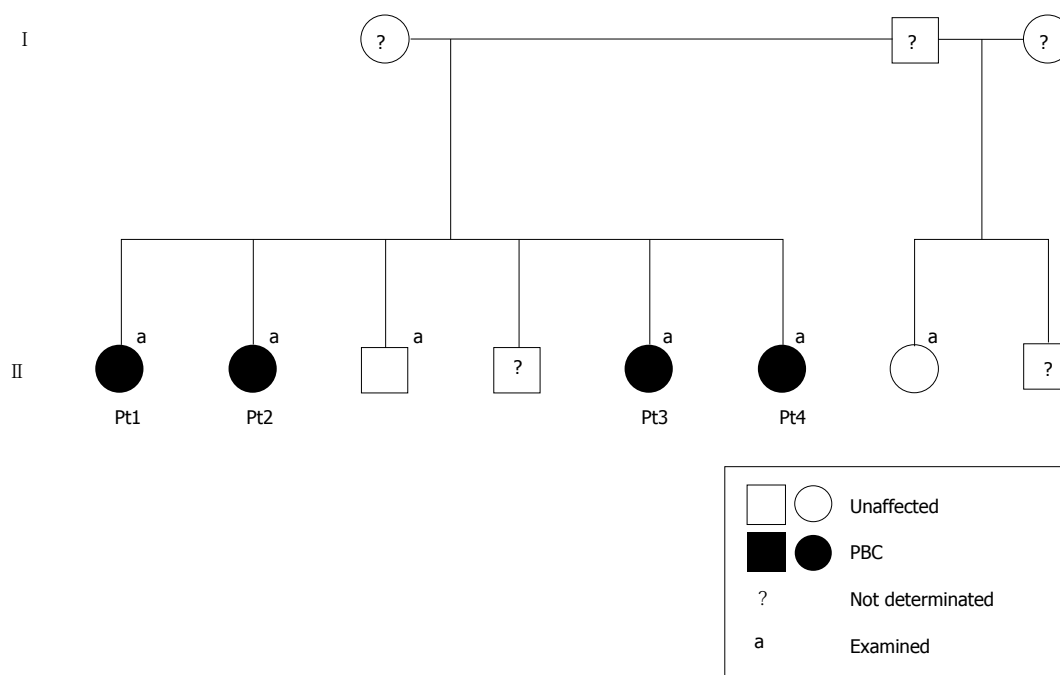 I
? ? ?
a a a a a a
II
? ?
Pt1 Pt2 Pt3 Pt4
Unaffected
PBC
? Not determinated
a Examined